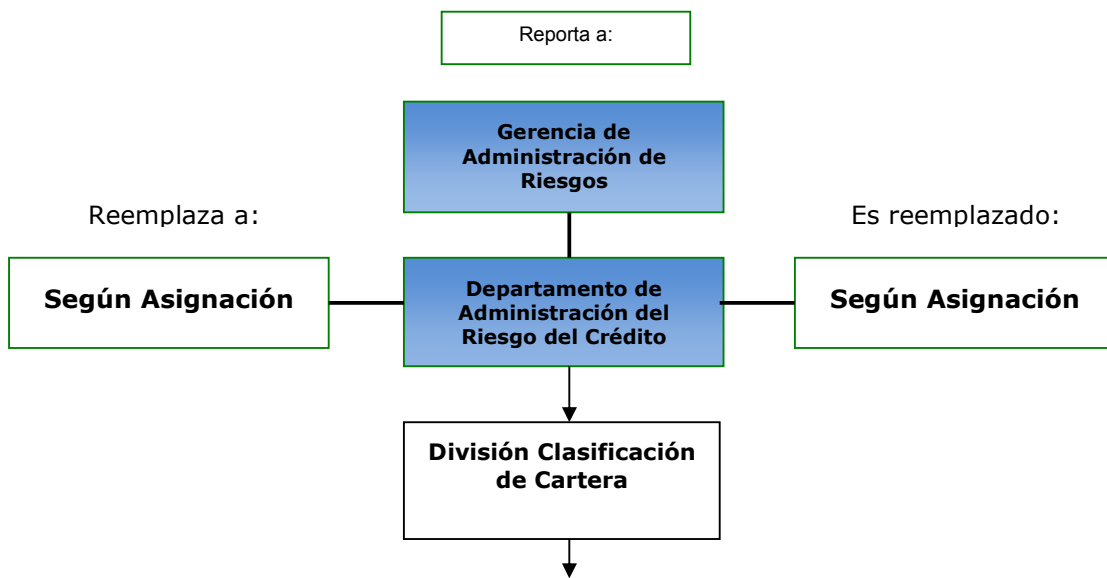 Reporta a:
Gerencia de
Administración de
Riesgos
Reemplaza a:
Es reemplazado:
Según Asignación
Departamento de
Administración del
Riesgo del Crédito
Según Asignación
División Clasificación
de Cartera